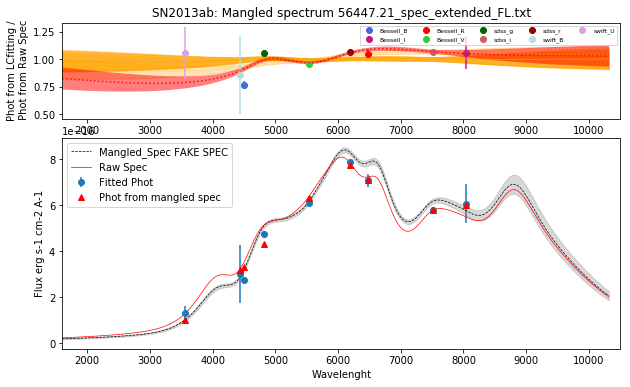 SN2013ab: Mangled spectrum 56447.21_spec_extended_FL.txt
Phot from LCfitting /
Phot from Raw Spec
1.25
1.00
0.75
0.50
Bessell_B
Bessell_I
Bessell_R
Bessell_V
sdss_g
sdss_i
sdss_r
swift_B
swift_U
2000 3000 4000 5000 6000 7000 8000 9000 10000
1e−16
Flux erg s-1 cm-2 A-1
8
6
4
2
0
Mangled_Spec FAKE SPEC
Raw Spec
Fitted Phot
Phot from mangled spec
2000 3000 4000 5000 6000 7000 8000 9000 10000
Wavelenght